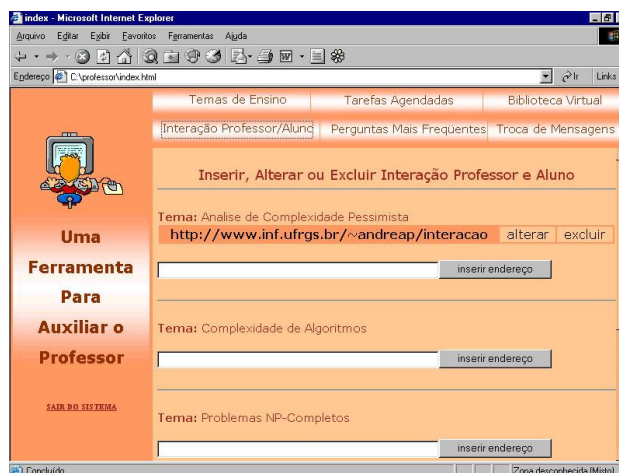 index - Microsoft Internet Explorer
Arquivo Editar Exibir Favoritos Ferramentas Ajuda
Endereço C:\professor\index.html Ir Links
Temas de Ensino Tarefas Agendadas Biblioteca Virtual
Interação Professor/Aluno Perguntas Mais Freqüentes Troca de Mensagens
Inserir, Alterar ou Excluir Interação Professor e Aluno
Uma
Ferramenta
Para
Auxiliar o
Professor
SAIR DO SISTEMA
Tema: Analise de Complexidade Pessimista
http://www.inf.ufrgs.br/~andreap/interacao alterar excluir
inserir endereço
Tema: Complexidade de Algoritmos
inserir endereço
Tema: Problemas NP-Completos
inserir endereço
Concluído Zona desconhecida (Misto)